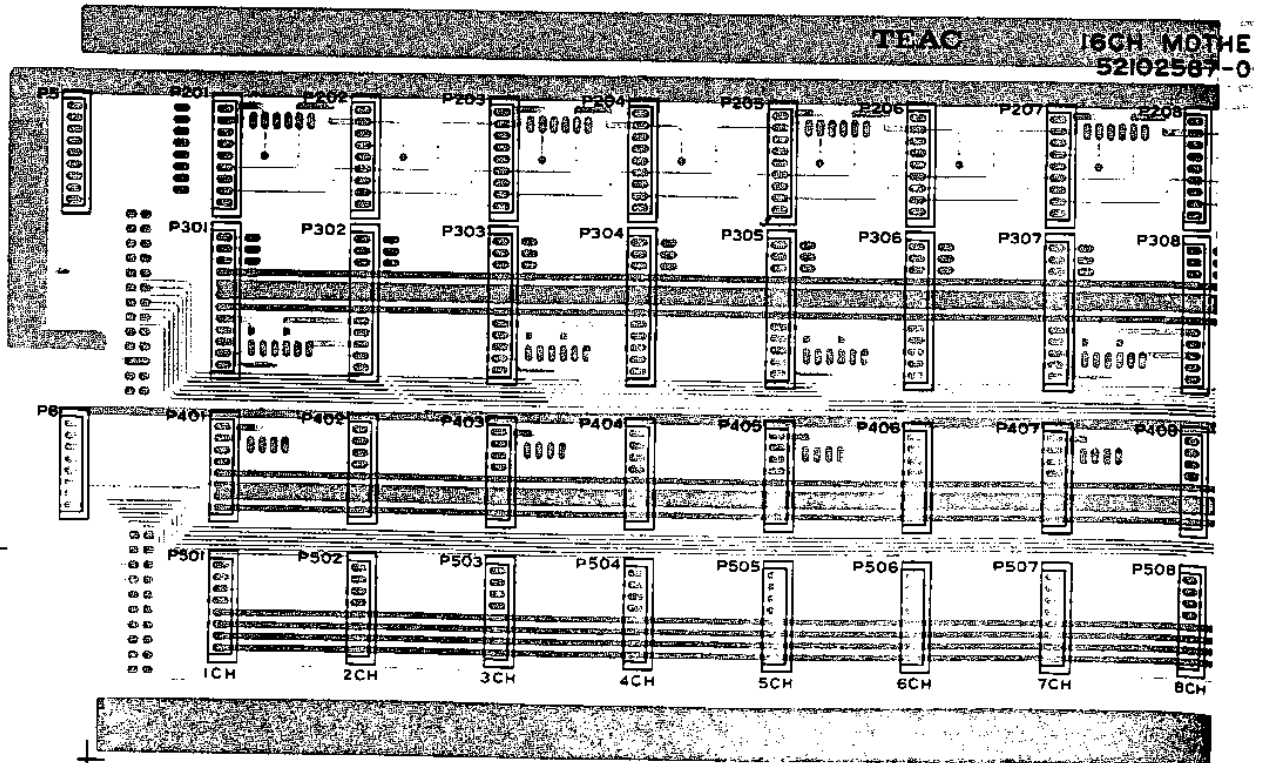 TEAC
16CH MOTHE
52102587-0
P5 P201 P202 P203 P204 P205 P206 P207 P208
P301 P302 P303 P304 P305 P306 P307 P308
P6 P401 P402 P403 P404 P405 P406 P407 P408
P501 P502 P503 P504 P505 P506 P507 P508
1CH 2CH 3CH 4CH 5CH 6CH 7CH 8CH